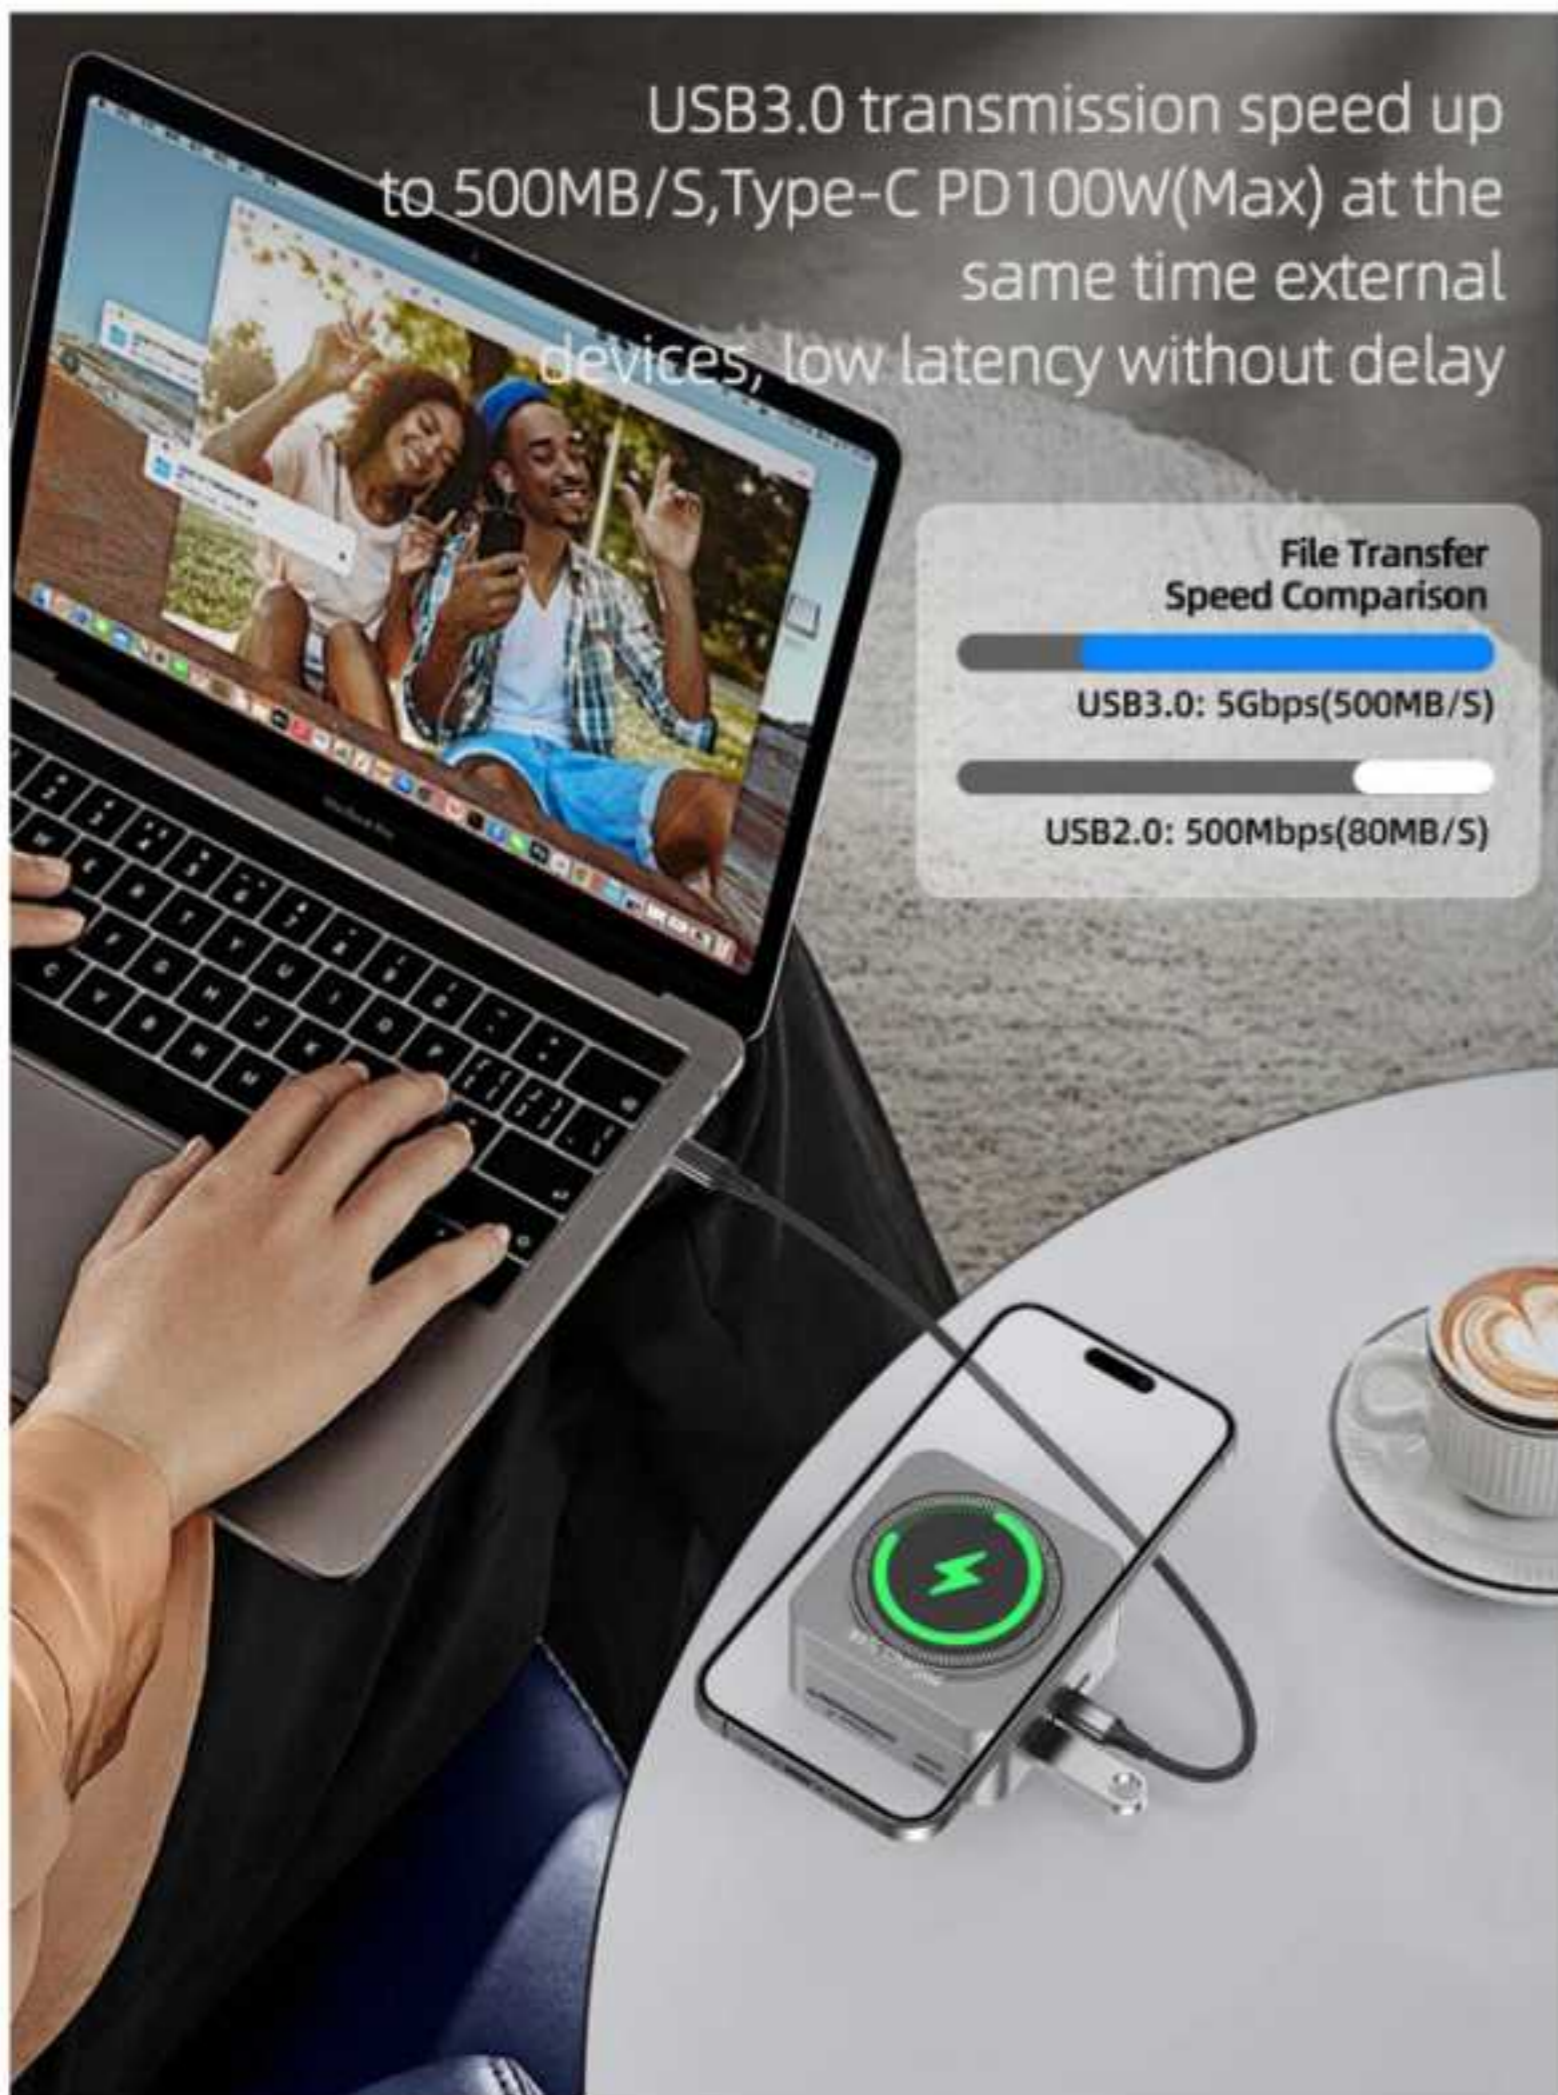 USB3.0 transmission speed up
to 500MB/S,Type-C PD100W(Max) at the
same time external
devices, low latency without delay
File Transfer
Speed Comparison
USB3.0: 5Gbps(500MB/S)
USB2.0: 500Mbps(80MB/S)